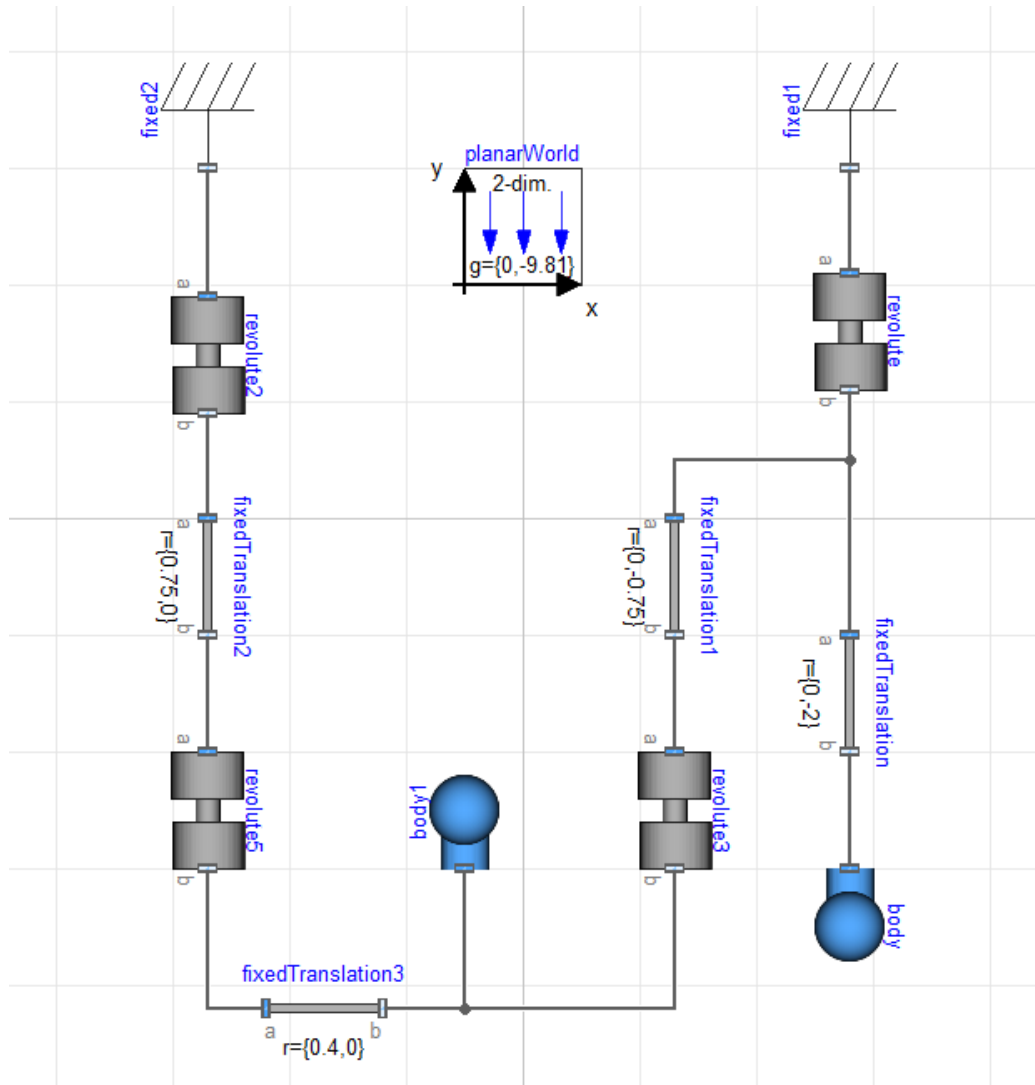 fixed2
fixed1
planarWorld
y
2-dim.
g={0,-9.81}
x
a
revolute2
b
a
revolute
b
a
fixedTranslation2
r={0.75,0}
b
a
fixedTranslation1
r={0,-0.75}
b
a
fixedTranslation
r={0,-2}
b
a
revolute5
b
body1
a
revolute3
b
body
fixedTranslation3
a
b
r={0.4,0}